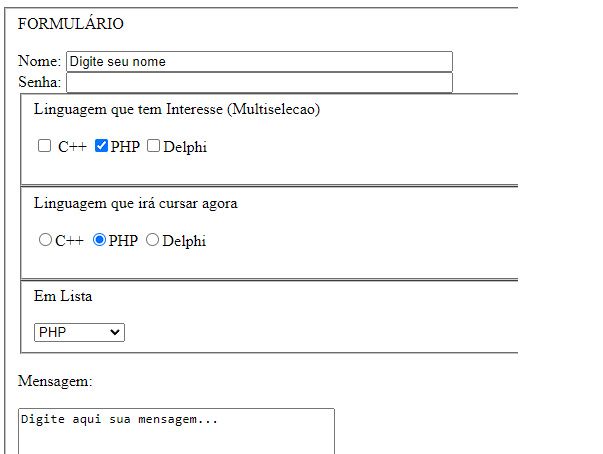 FORMULÁRIO
Nome: Digite seu nome
Senha:
Linguagem que tem Interesse (Multiselecao)
C++ PHP Delphi
Linguagem que irá cursar agora
C++ PHP Delphi
Em Lista
PHP
Mensagem:
Digite aqui sua mensagem...